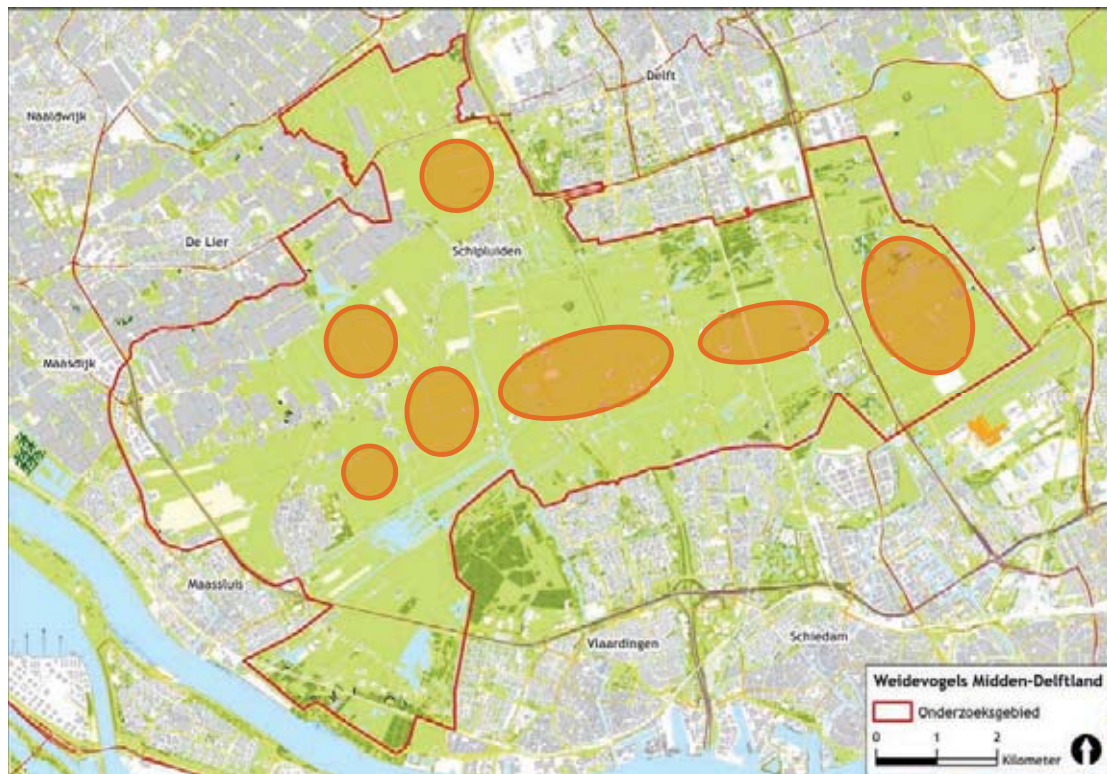 Delft
Naaldwijk
De Lier
Schipluiden
Maasdijk
Maassluis
Vlaardingen
Schiedam
Weidevogels Midden-Delftland
Onderzoeksgebied
0 1 2
Kilometer